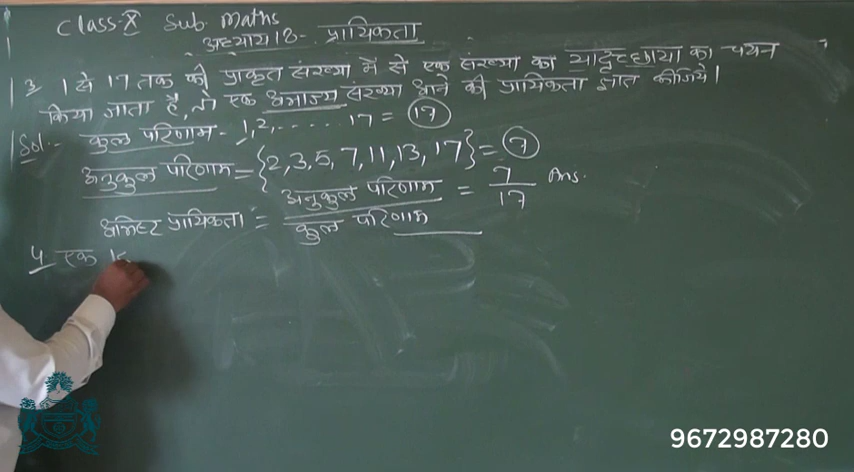 Class-X Sub. Maths
अध्याय 18- प्रायिकता
3 1 से 17 तक की प्राकृत संख्या में से एक संख्या का यादृच्छया का चयन
किया जाता है, तो एक अभाज्य संख्या आने की प्रायिकता ज्ञात कीजिये।
Sol:- कुल परिणाम - 1,2,...... 17 = 17
अनुकुल परिणाम = {2,3,5,7,11,13,17} = 7
अभिष्ट प्रायिकता = अनुकुल परिणाम / कुल परिणाम = 7/17 Ans.
4 एक
9672987280